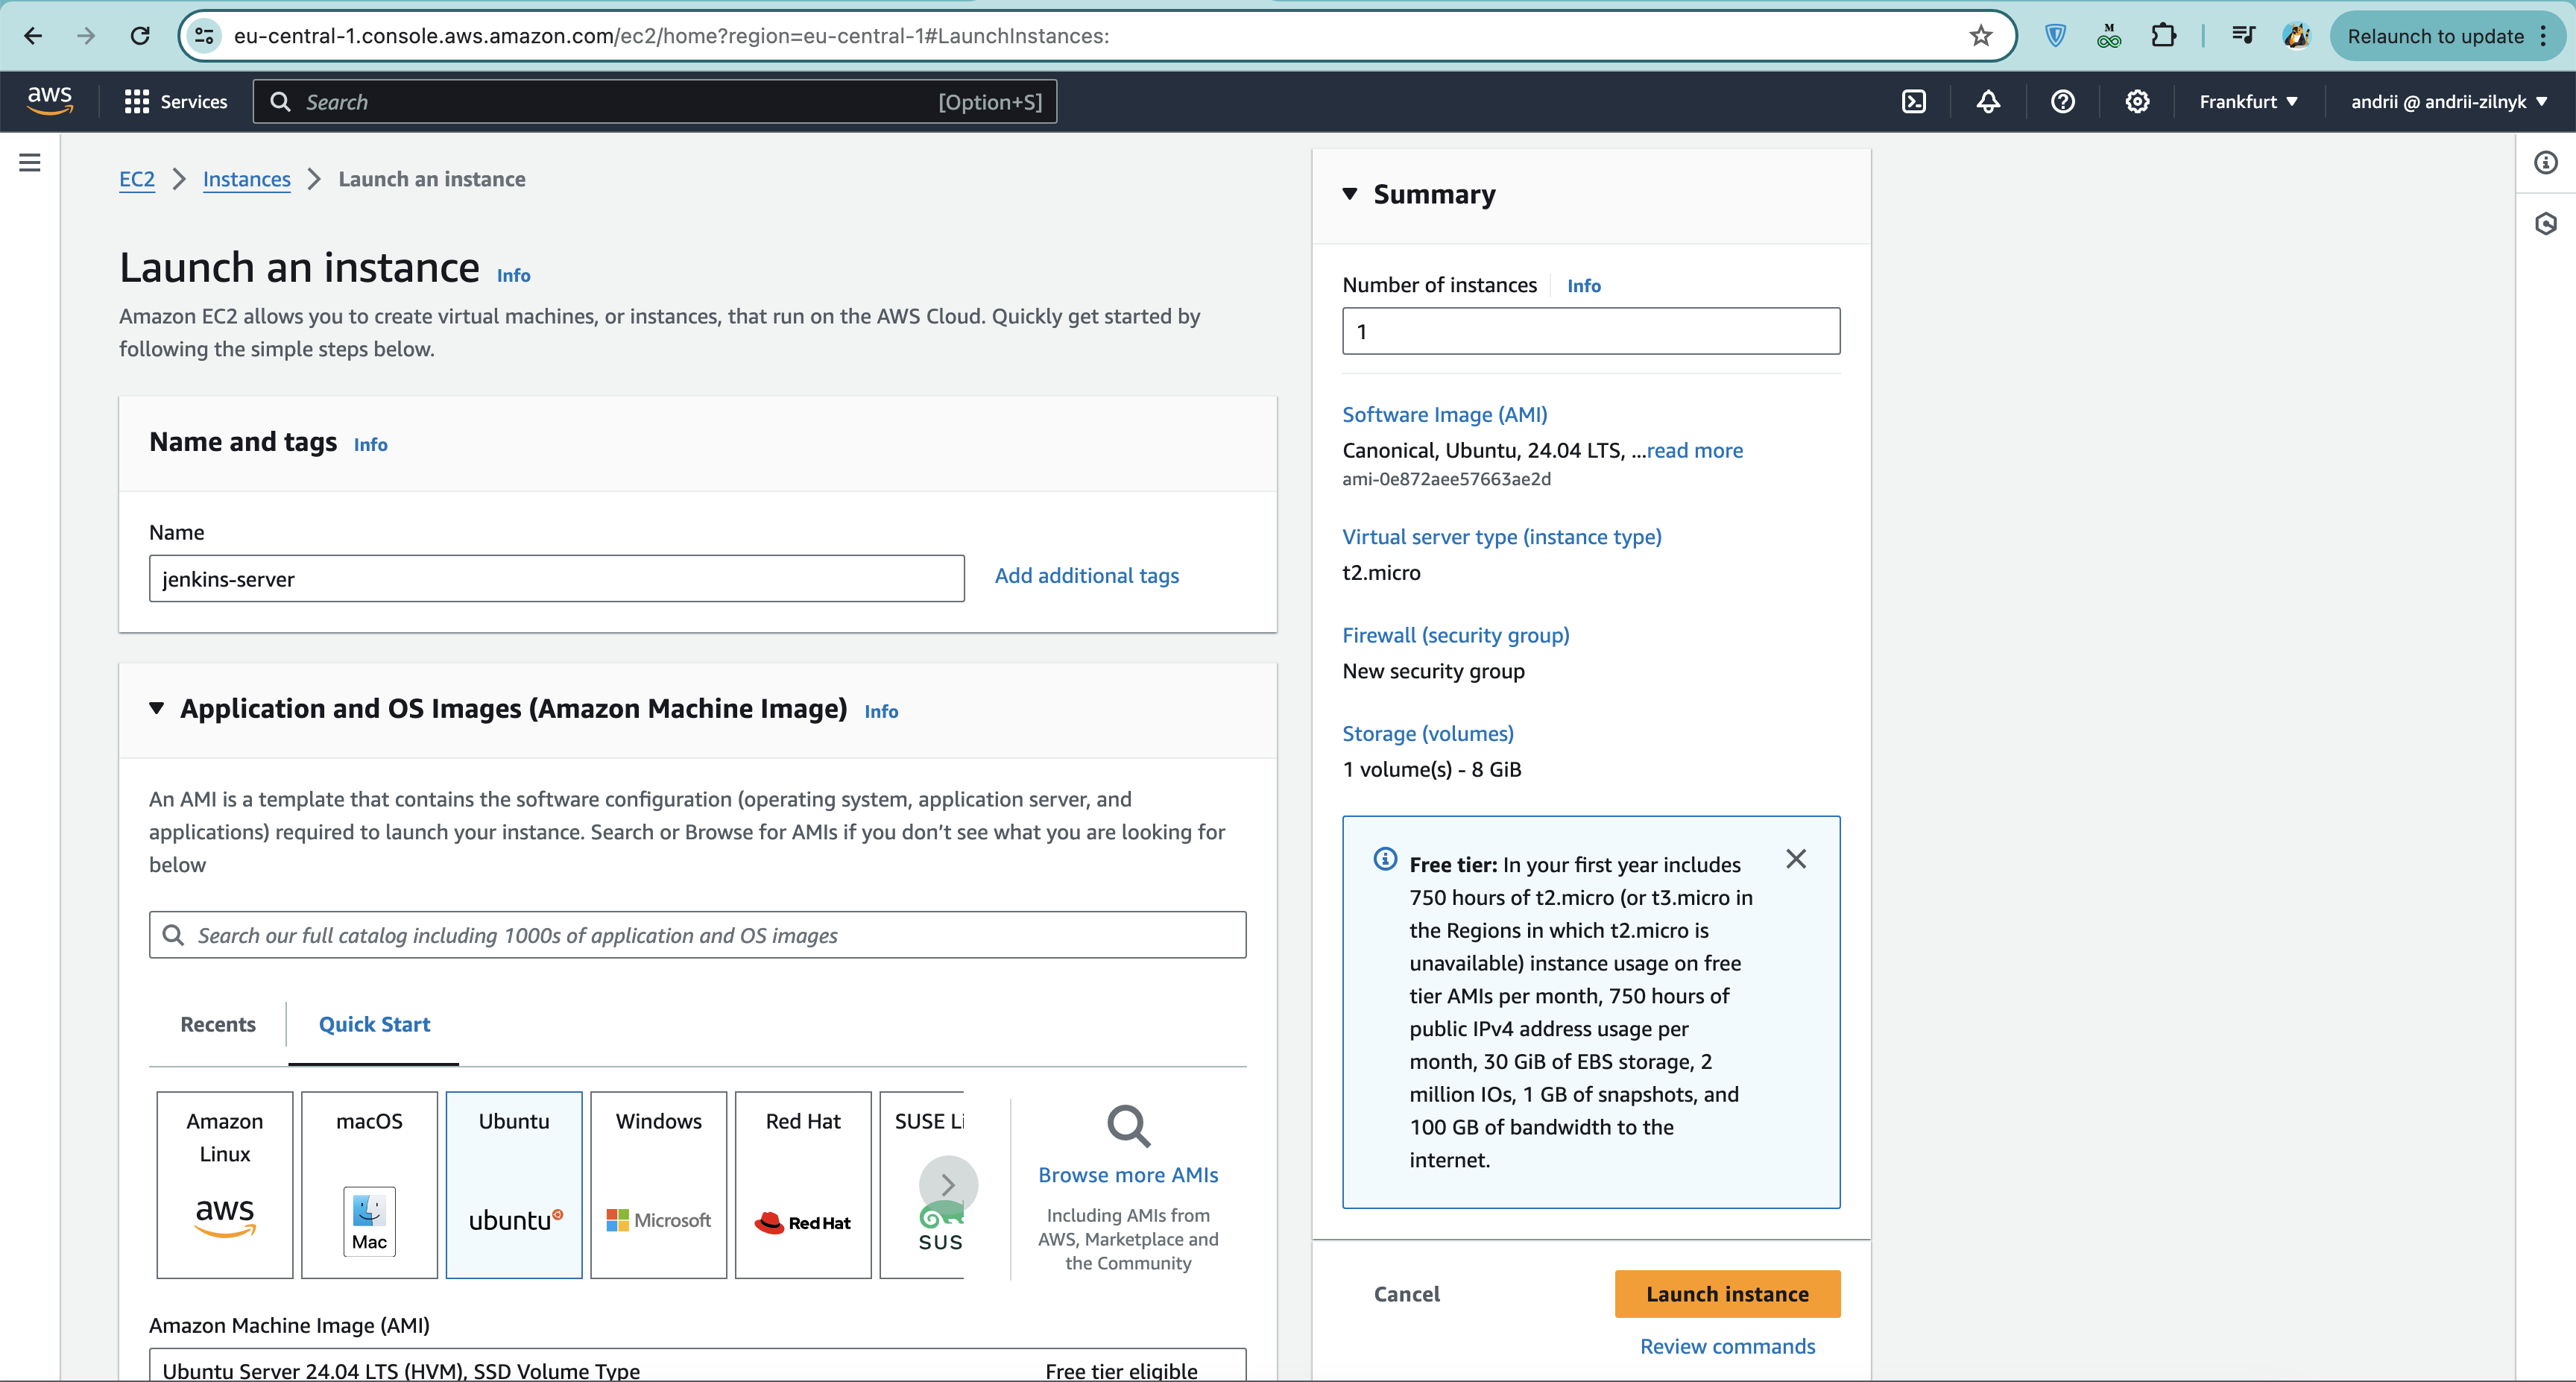 eu-central-1.console.aws.amazon.com/ec2/home?region=eu-central-1#LaunchInstances:
M
Relaunch to update
aws
Services
Search
[Option+S]
Frankfurt
andrii @ andrii-zilnyk
EC2
Instances
Launch an instance
Launch an instance Info
Amazon EC2 allows you to create virtual machines, or instances, that run on the AWS Cloud. Quickly get started by
following the simple steps below.
Name and tags Info
Name
jenkins-server
Add additional tags
Application and OS Images (Amazon Machine Image) Info
An AMI is a template that contains the software configuration (operating system, application server, and
applications) required to launch your instance. Search or Browse for AMIs if you don't see what you are looking for
below
Search our full catalog including 1000s of application and OS images
Recents
Quick Start
Amazon
Linux
aws
macOS
Mac
Ubuntu
ubuntu
Windows
Microsoft
Red Hat
Red Hat
SUSE Li
SUS
Browse more AMIs
Including AMIs from
AWS, Marketplace and
the Community
Amazon Machine Image (AMI)
Ubuntu Server 24.04 LTS (HVM), SSD Volume Type
Free tier eligible
Summary
Number of instances
Info
1
Software Image (AMI)
Canonical, Ubuntu, 24.04 LTS, ...read more
ami-0e872aee57663ae2d
Virtual server type (instance type)
t2.micro
Firewall (security group)
New security group
Storage (volumes)
1 volume(s) - 8 GiB
Free tier: In your first year includes
750 hours of t2.micro (or t3.micro in
the Regions in which t2.micro is
unavailable) instance usage on free
tier AMIs per month, 750 hours of
public IPv4 address usage per
month, 30 GiB of EBS storage, 2
million IOs, 1 GB of snapshots, and
100 GB of bandwidth to the
internet.
Cancel
Launch instance
Review commands